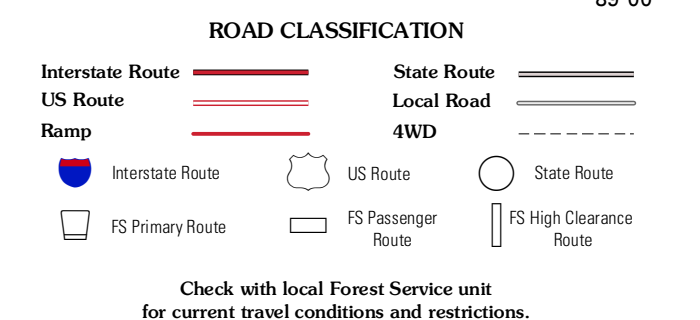 ROAD CLASSIFICATION
Interstate Route
State Route
US Route
Local Road
Ramp
4WD
Interstate Route
US Route
State Route
FS Primary Route
FS Passenger
Route
FS High Clearance
Route
Check with local Forest Service unit
for current travel conditions and restrictions.